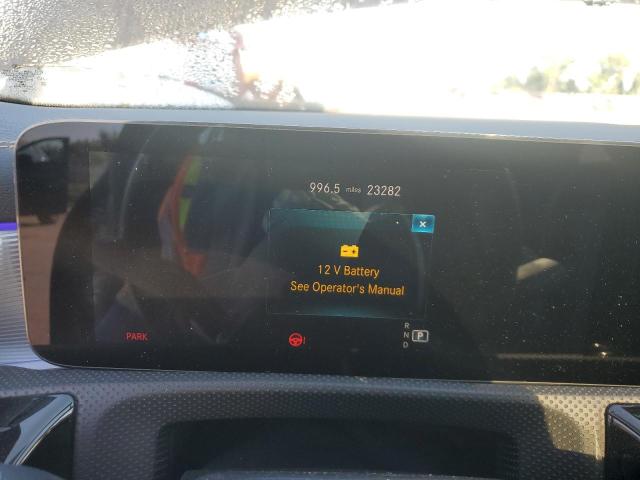 996.5 miles 23282
×
12 V Battery
See Operator's Manual
PARK
!
R
N
D
P